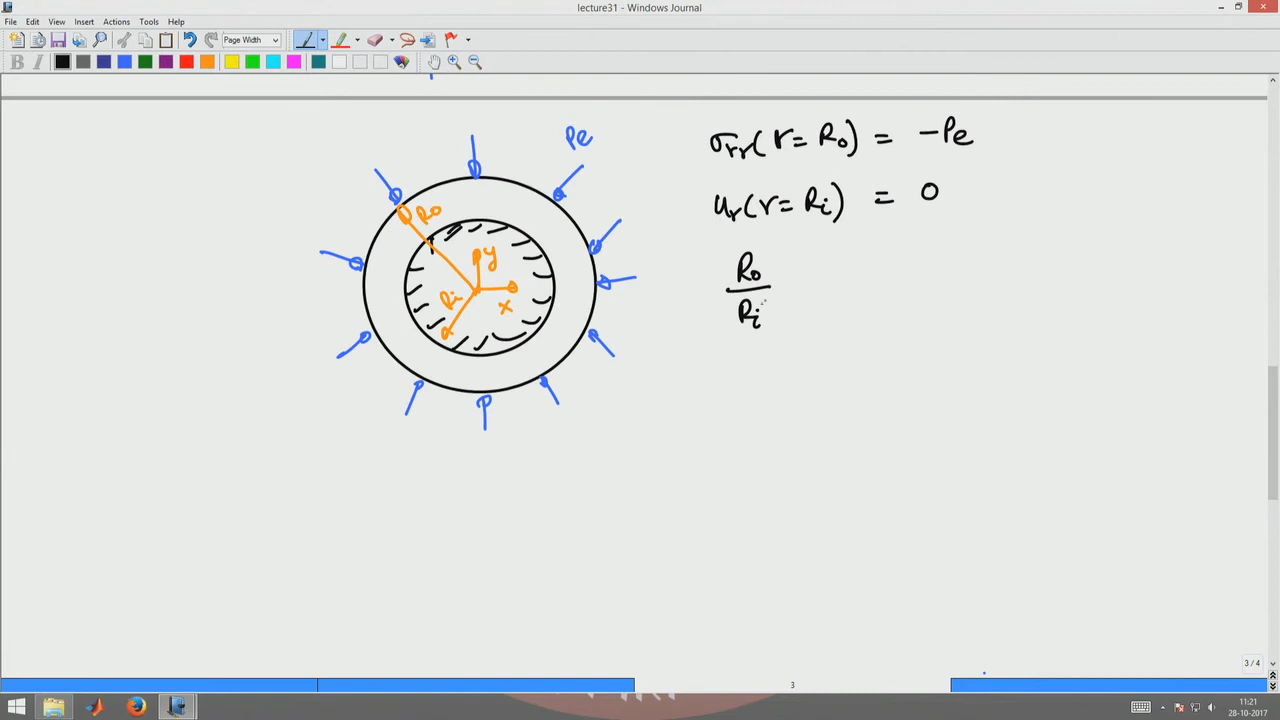 lecture31 - Windows Journal
File Edit View Insert Actions Tools Help
Page Width
B I
Pe
σrr(r=Ro) = -Pe
ur(r=Ri) = 0
Ro
Ri
Ro
y
Ri
x
3 / 4
3
11:21
28-10-2017